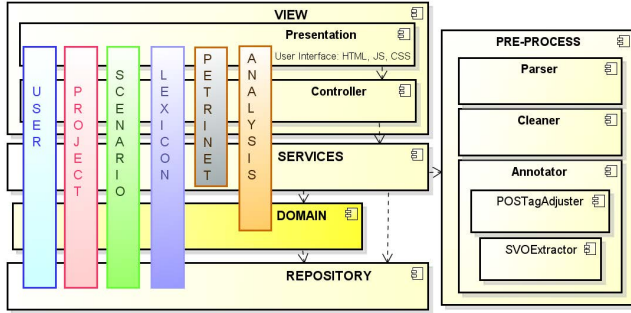 VIEW
Presentation
User Interface: HTML, JS, CSS
Controller
SERVICES
DOMAIN
REPOSITORY
USER
PROJECT
SCENARIO
LEXICON
PETRINET
ANALYSIS
PRE-PROCESS
Parser
Cleaner
Annotator
POSTagAdjuster
SVOExtractor